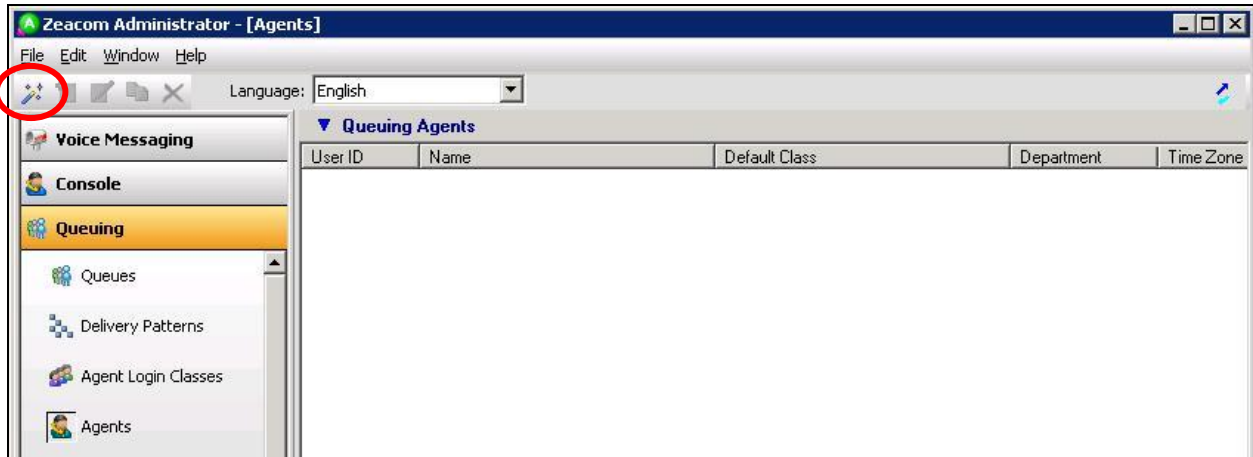 Zeacom Administrator - [Agents]
File Edit Window Help
Language: English
Voice Messaging
Console
Queuing
Queues
Delivery Patterns
Agent Login Classes
Agents
Queuing Agents
User ID Name Default Class Department Time Zone